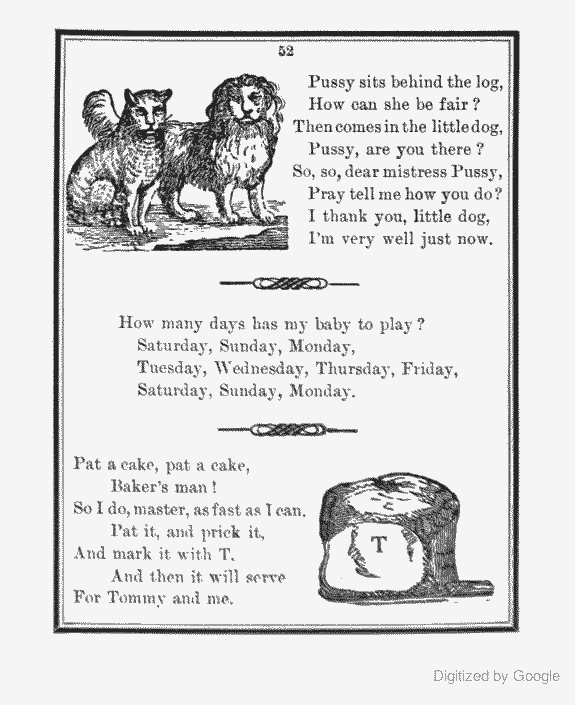 52
Pussy sits behind the log,
How can she be fair?
Then comes in the little dog,
Pussy, are you there?
So, so, dear mistress Pussy,
Pray tell me how you do?
I thank you, little dog,
I'm very well just now.
How many days has my baby to play?
Saturday, Sunday, Monday,
Tuesday, Wednesday, Thursday, Friday,
Saturday, Sunday, Monday.
Pat a cake, pat a cake,
Baker's man!
So I do, master, as fast as I can.
Pat it, and prick it,
And mark it with T.
And then it will serve
For Tommy and me.
T
Digitized by Google